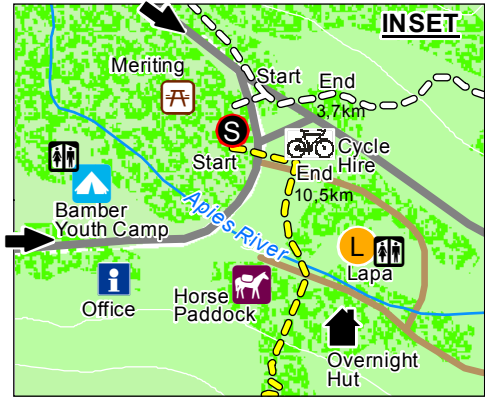 INSET
Meriting
Start
End
3,7km
S
Start
Cycle
Hire
End
10,5km
Bamber
Youth Camp
Apies River
L
Lapa
i
Office
Horse
Paddock
Overnight
Hut